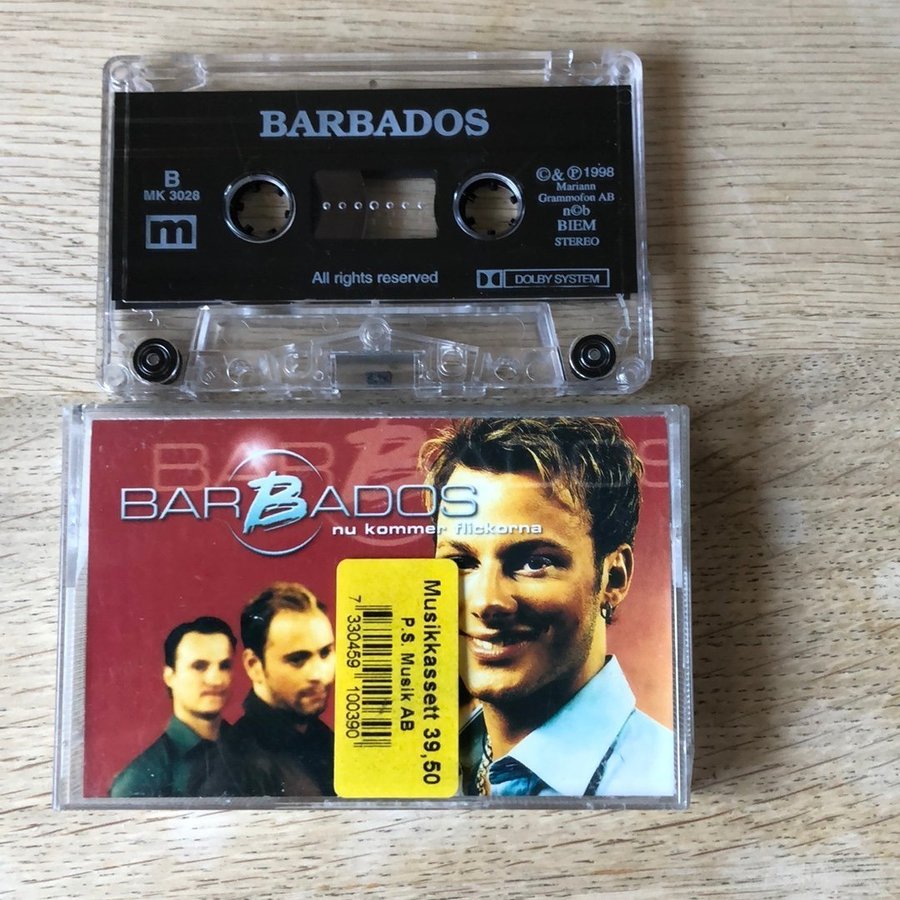 BARBADOS
B
MK 3028
m
©&℗1998
Mariann
Grammofon AB
n©b
BIEM
STEREO
All rights reserved
DOLBY SYSTEM
BARBADOS
BARBADOS
nu kommer flickorna
Musikkassett 39,50
P.S. Musik AB
7 330459 100390